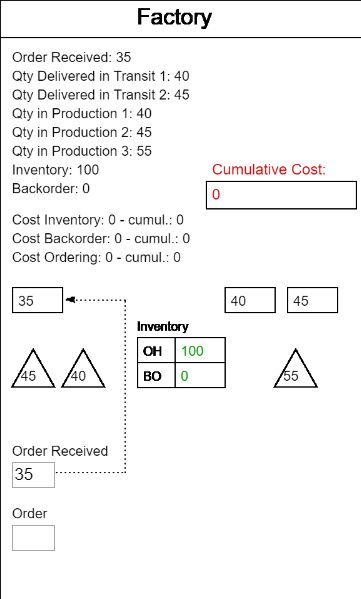 Factory
Order Received: 35
Qty Delivered in Transit 1: 40
Qty Delivered in Transit 2: 45
Qty in Production 1: 40
Qty in Production 2: 45
Qty in Production 3: 55
Inventory: 100
Backorder: 0
Cumulative Cost:
0
Cost Inventory: 0 - cumul.: 0
Cost Backorder: 0 - cumul.: 0
Cost Ordering: 0 - cumul.: 0
35
40
45
Inventory
OH 100
BO 0
45
40
55
Order Received
35
Order